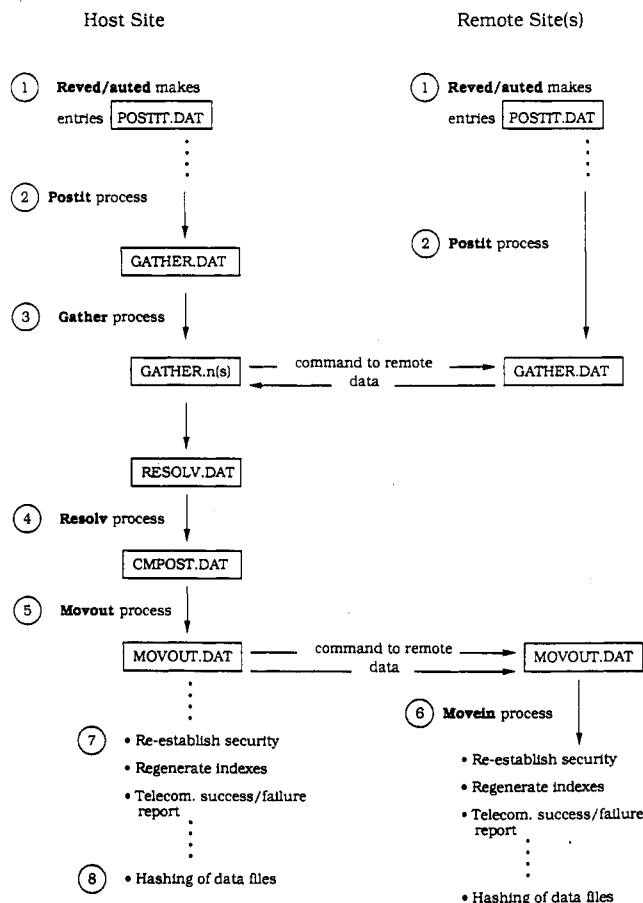 Host Site
Remote Site(s)
1 Reved/auted makes
entries POSTIT.DAT
1 Reved/auted makes
entries POSTIT.DAT
2 Postit process
2 Postit process
GATHER.DAT
3 Gather process
GATHER.n(s)
command to remote
data
GATHER.DAT
RESOLV.DAT
4 Resolv process
CMPOST.DAT
5 Movout process
MOVOUT.DAT
command to remote
data
MOVOUT.DAT
6 Movein process
7 • Re-establish security
• Regenerate indexes
• Telecom. success/failure
report
• Re-establish security
• Regenerate indexes
• Telecom. success/failure
report
8 • Hashing of data files
• Hashing of data files